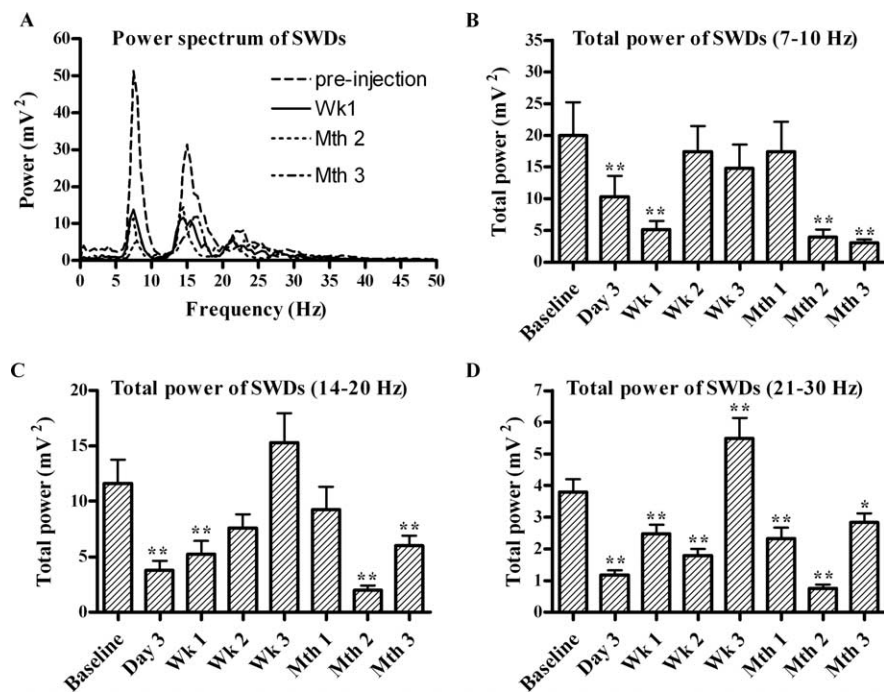 A
Power spectrum of SWDs
60
50
40
30
20
10
0
Power (mV²)
pre-injection
Wk1
Mth 2
Mth 3
0 5 10 15 20 25 30 35 40 45 50
Frequency (Hz)
B
Total power of SWDs (7-10 Hz)
35
30
25
20
15
10
5
0
Total power (mV²)
** ** ** **
Baseline Day 3 Wk 1 Wk 2 Wk 3 Mth 1 Mth 2 Mth 3
C
Total power of SWDs (14-20 Hz)
20
15
10
5
0
Total power (mV²)
** ** ** **
Baseline Day 3 Wk 1 Wk 2 Wk 3 Mth 1 Mth 2 Mth 3
D
Total power of SWDs (21-30 Hz)
7
6
5
4
3
2
1
0
Total power (mV²)
** ** ** ** ** ** *
Baseline Day 3 Wk 1 Wk 2 Wk 3 Mth 1 Mth 2 Mth 3